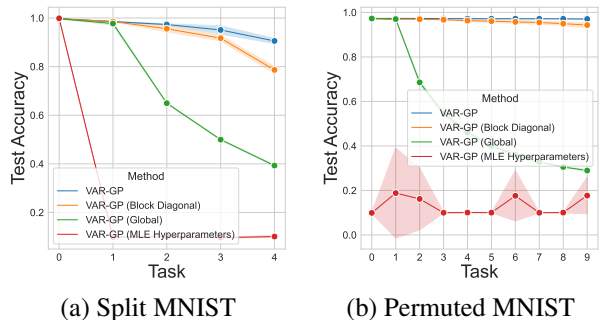 1.0
0.8
0.6
0.4
0.2
Test Accuracy
Method
VAR-GP
VAR-GP (Block Diagonal)
VAR-GP (Global)
VAR-GP (MLE Hyperparameters)
0 1 2 3 4
Task
(a) Split MNIST
1.0
0.8
0.6
0.4
0.2
0.0
Test Accuracy
Method
VAR-GP
VAR-GP (Block Diagonal)
VAR-GP (Global)
VAR-GP (MLE Hyperparameters)
0 1 2 3 4 5 6 7 8 9
Task
(b) Permuted MNIST